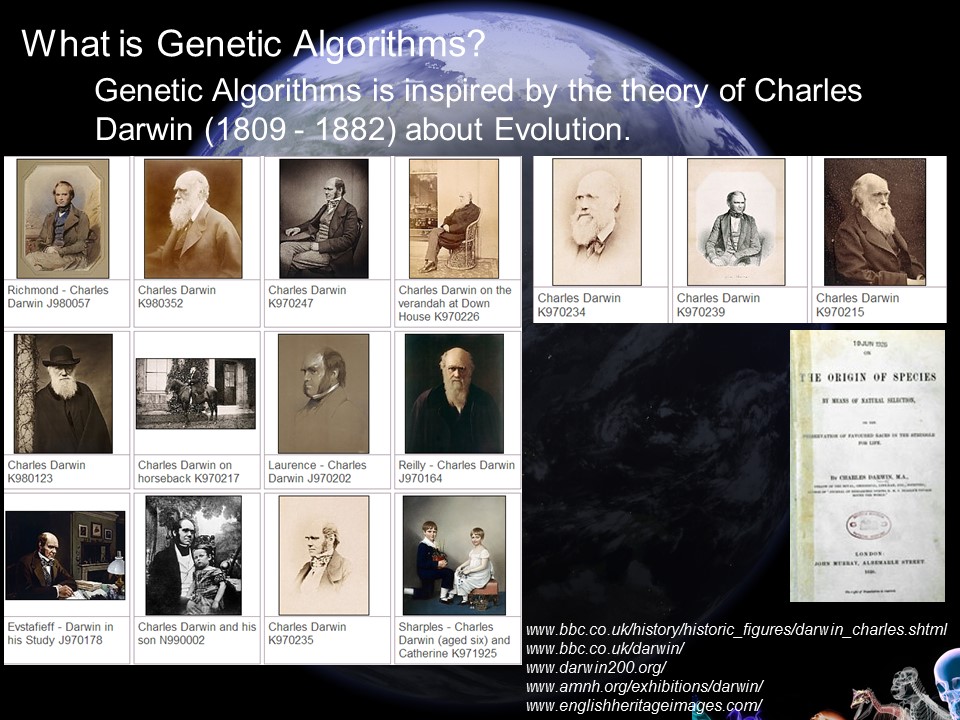 What is Genetic Algorithms?
Genetic Algorithms is inspired by the theory of Charles
Darwin (1809 - 1882) about Evolution.
Richmond - Charles
Darwin J980057
Charles Darwin
K980352
Charles Darwin
K970247
Charles Darwin on the
verandah at Down
House K970226
Charles Darwin
K970234
Charles Darwin
K970239
Charles Darwin
K970215
Charles Darwin
K980123
Charles Darwin on
horseback K970217
Laurence - Charles
Darwin J970202
Reilly - Charles Darwin
J970164
Evstafieff - Darwin in
his Study J970178
Charles Darwin and his
son N990002
Charles Darwin
K970235
Sharples - Charles
Darwin (aged six) and
Catherine K971925
ON
THE ORIGIN OF SPECIES
BY MEANS OF NATURAL SELECTION,
OR THE
PRESERVATION OF FAVOURED RACES IN THE STRUGGLE
FOR LIFE.
By CHARLES DARWIN, M.A.,
LONDON:
JOHN MURRAY, ALBEMARLE STREET.
www.bbc.co.uk/history/historic_figures/darwin_charles.shtml
www.bbc.co.uk/darwin/
www.darwin200.org/
www.amnh.org/exhibitions/darwin/
www.englishheritageimages.com/